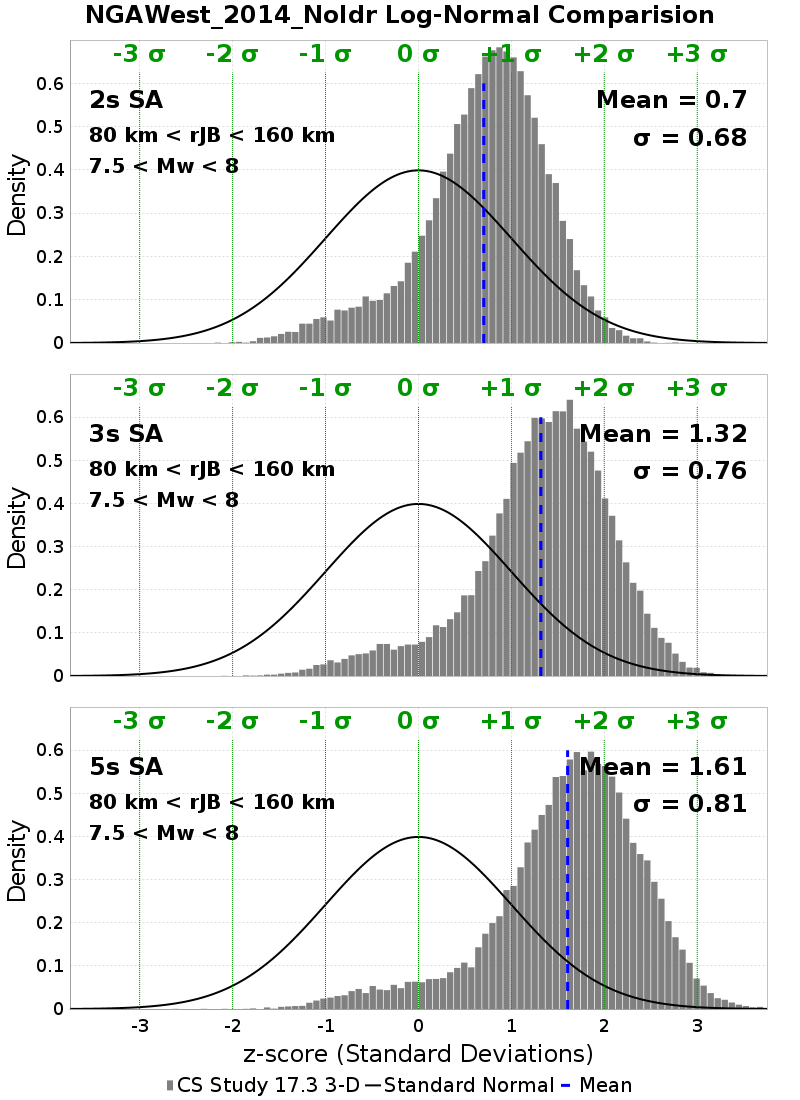 NGAWest_2014_NoIdr Log-Normal Comparision
-3 σ -2 σ -1 σ 0 σ +1 σ +2 σ +3 σ
2s SA
Mean = 0.7
80 km < rJB < 160 km
σ = 0.68
7.5 < Mw < 8
Density
0.6
0.5
0.4
0.3
0.2
0.1
0
-3 σ -2 σ -1 σ 0 σ +1 σ +2 σ +3 σ
3s SA
Mean = 1.32
80 km < rJB < 160 km
σ = 0.76
7.5 < Mw < 8
Density
0.6
0.5
0.4
0.3
0.2
0.1
0
-3 σ -2 σ -1 σ 0 σ +1 σ +2 σ +3 σ
5s SA
Mean = 1.61
80 km < rJB < 160 km
σ = 0.81
7.5 < Mw < 8
Density
0.6
0.5
0.4
0.3
0.2
0.1
0
-3 -2 -1 0 1 2 3
z-score (Standard Deviations)
CS Study 17.3 3-D Standard Normal Mean